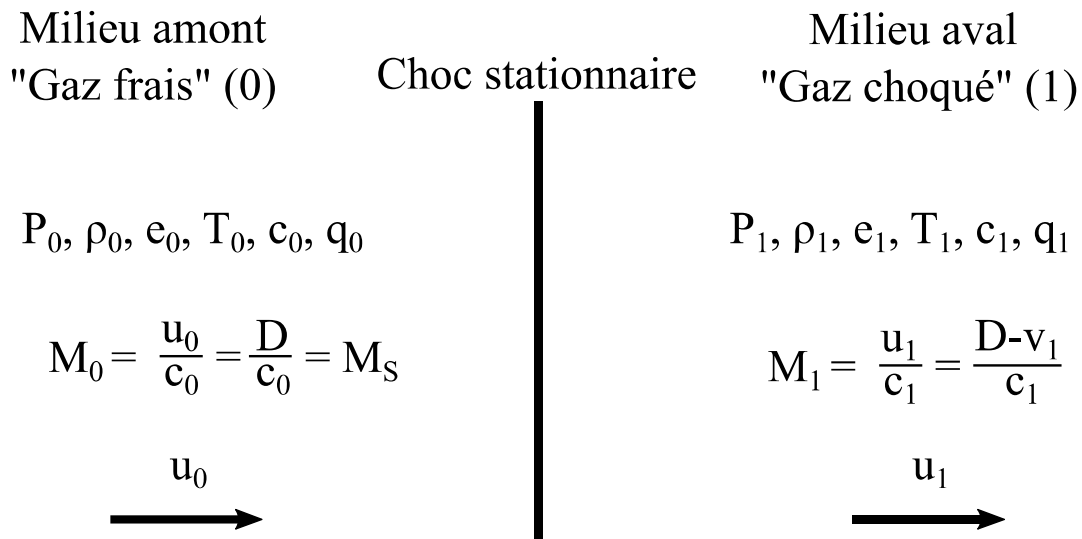 Milieu amont
"Gaz frais" (0)
Choc stationnaire
Milieu aval
"Gaz choqué" (1)
P₀, ρ₀, e₀, T₀, c₀, q₀
P₁, ρ₁, e₁, T₁, c₁, q₁
M₀ = u₀/c₀ = D/c₀ = M_S
M₁ = u₁/c₁ = D-v₁/c₁
u₀
u₁